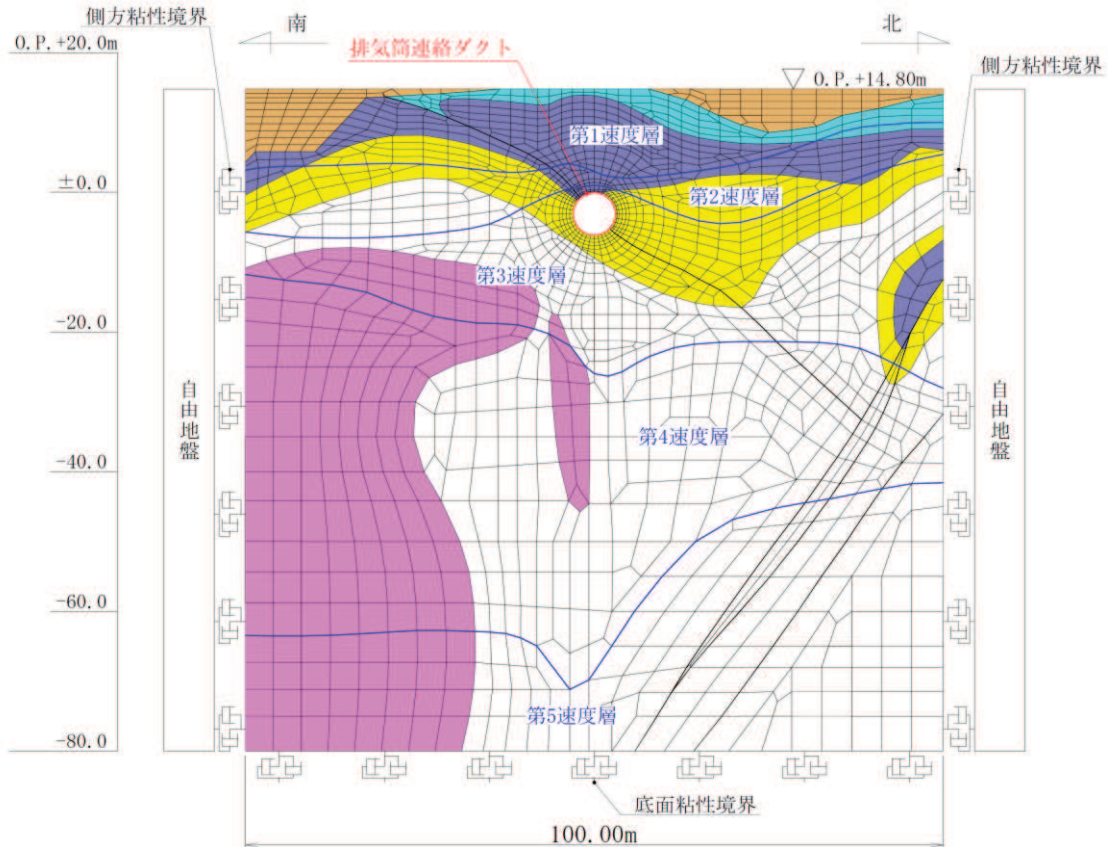 側方粘性境界
南
北
O.P.+20.0m
排気筒連絡ダクト
側方粘性境界
O.P.+14.80m
第1速度層
±0.0
第2速度層
第3速度層
-20.0
自由地盤
自由地盤
第4速度層
-40.0
-60.0
第5速度層
-80.0
底面粘性境界
100.00m